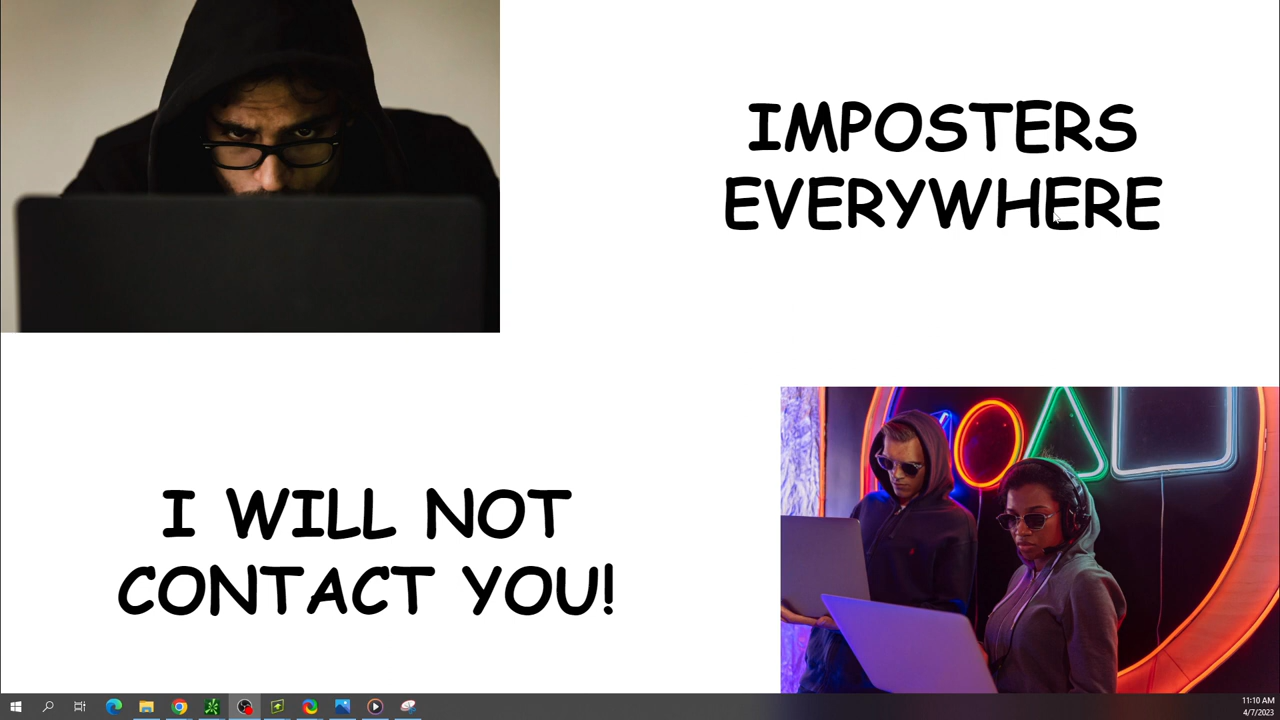 IMPOSTERS
EVERYWHERE
I WILL NOT
CONTACT YOU!
11:10 AM
4/7/2023